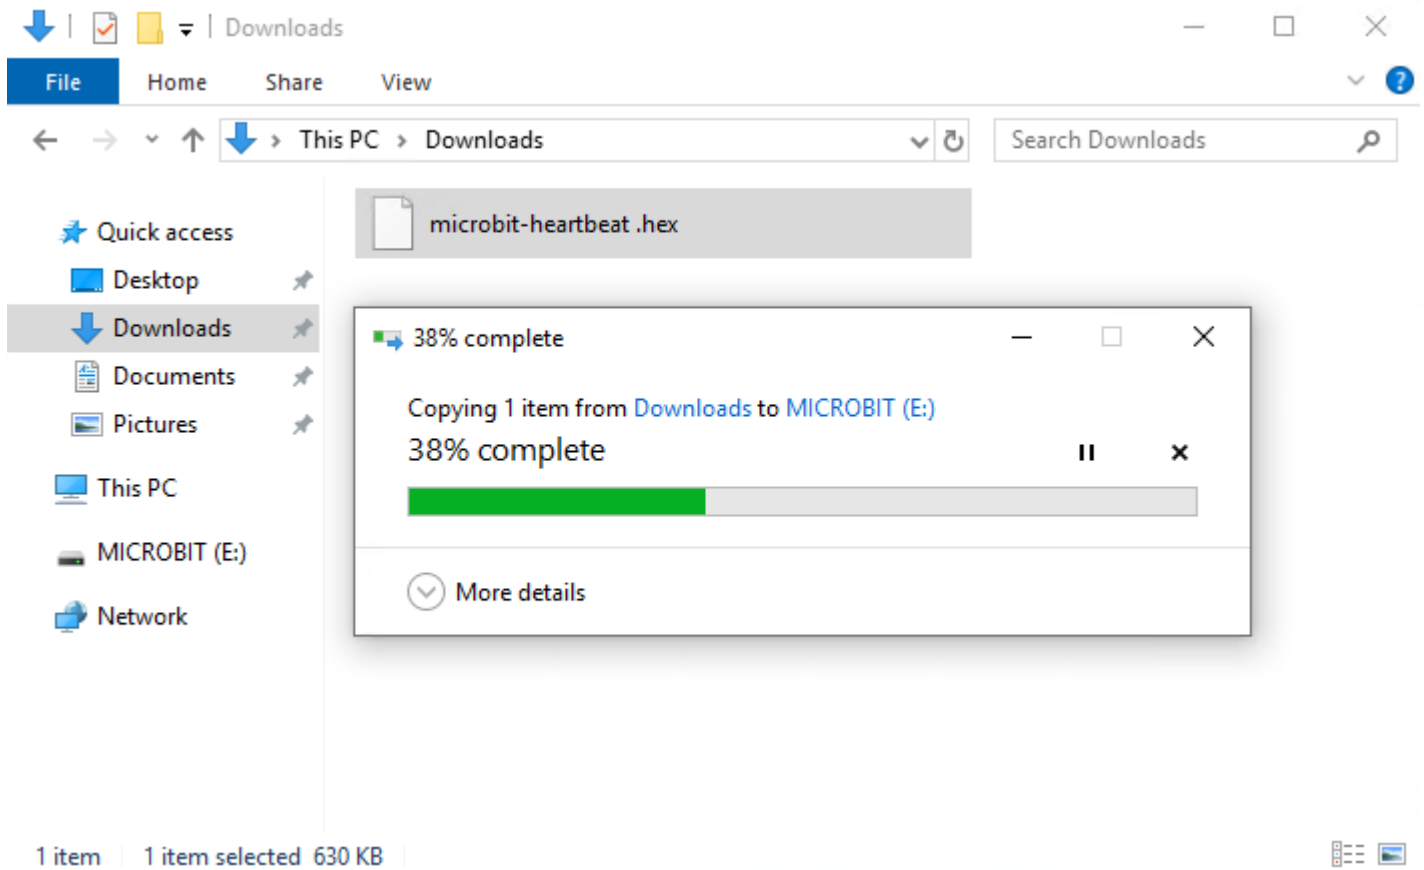 Downloads
File Home Share View
?
This PC Downloads
Search Downloads
microbit-heartbeat .hex
Quick access
Desktop
Downloads
Documents
Pictures
This PC
MICROBIT (E:)
Network
38% complete
Copying 1 item from Downloads to MICROBIT (E:)
38% complete
More details
1 item 1 item selected 630 KB